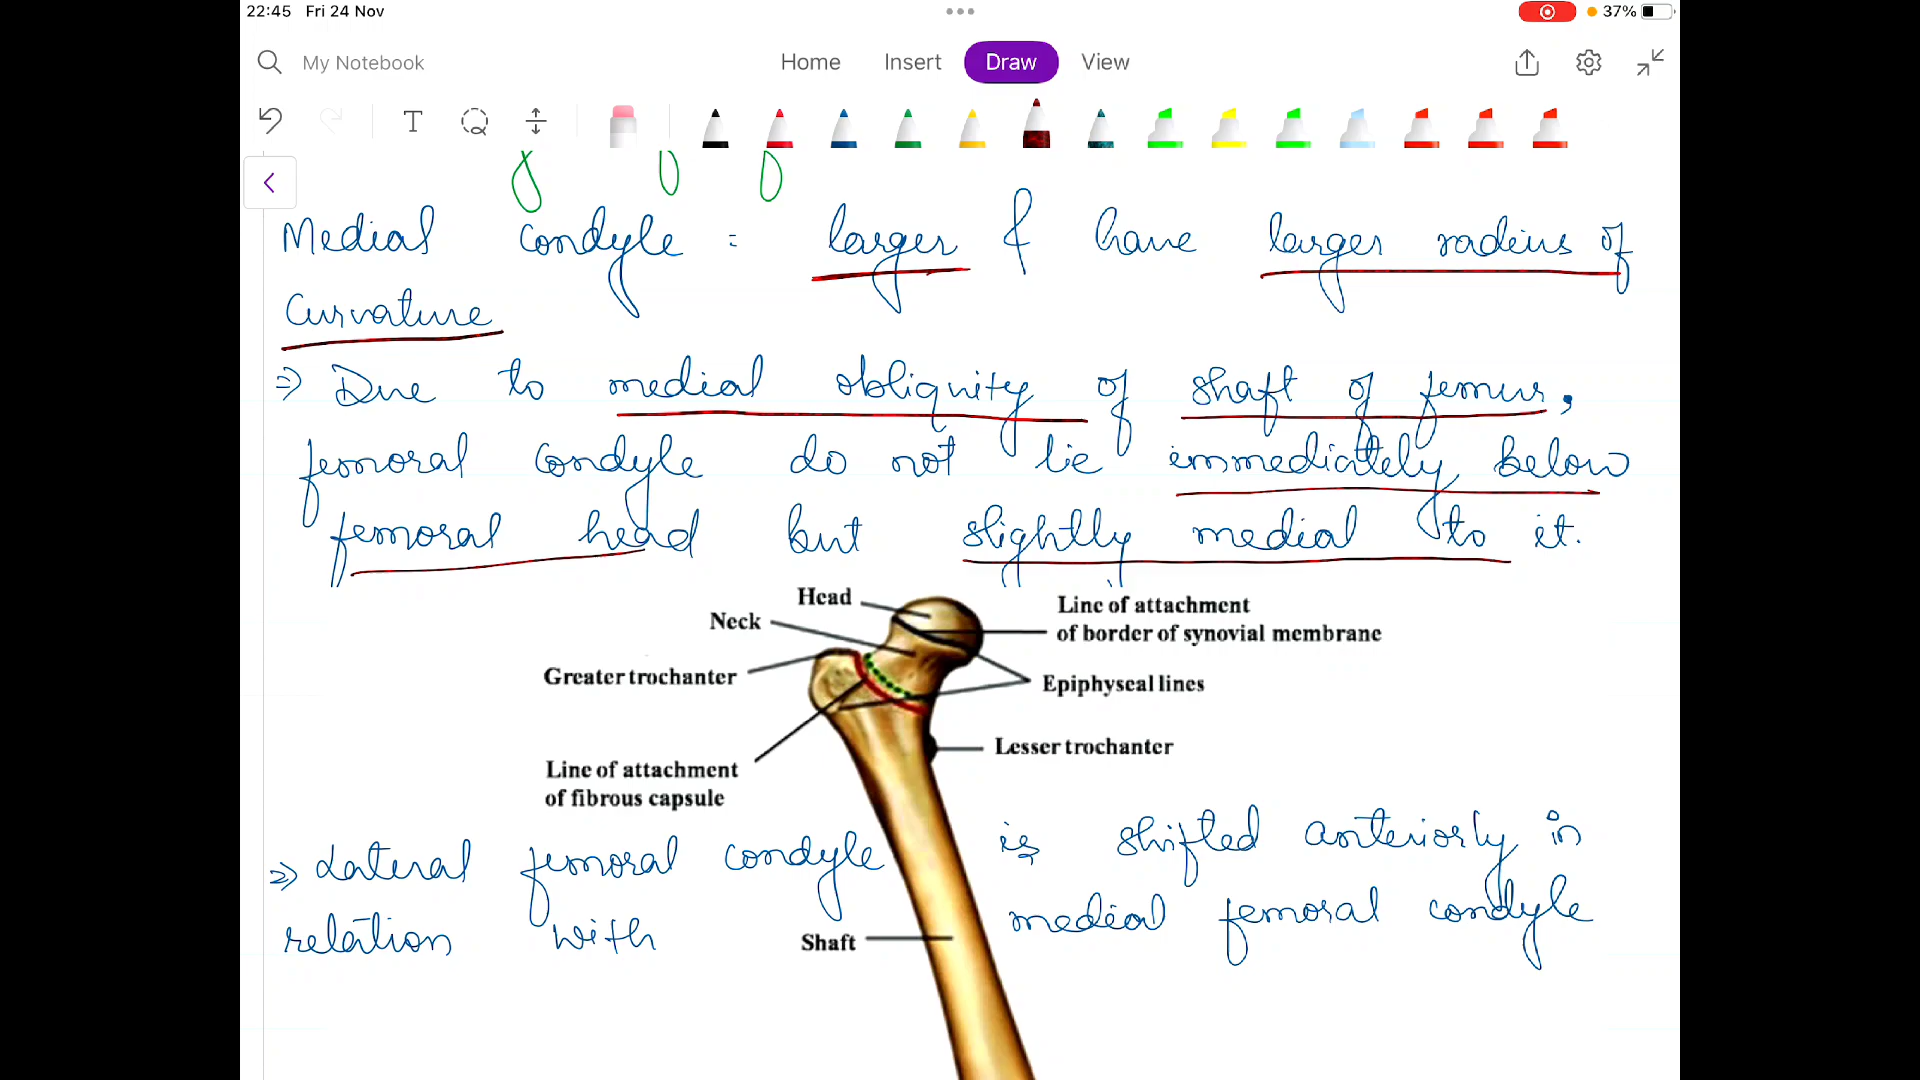 22:45 Fri 24 Nov
37%
My Notebook
Home Insert Draw View
T
Medial condyle = larger & have larger radius of
curvature
⇒ Due to medial obliquity of shaft of femur,
femoral condyle do not lie immediately below
femoral head but slightly medial to it.
Head
Neck
Greater trochanter
Line of attachment
of border of synovial membrane
Epiphyseal lines
Lesser trochanter
Line of attachment
of fibrous capsule
⇒ Lateral femoral condyle is shifted anteriorly in
relation with medial femoral condyle
Shaft